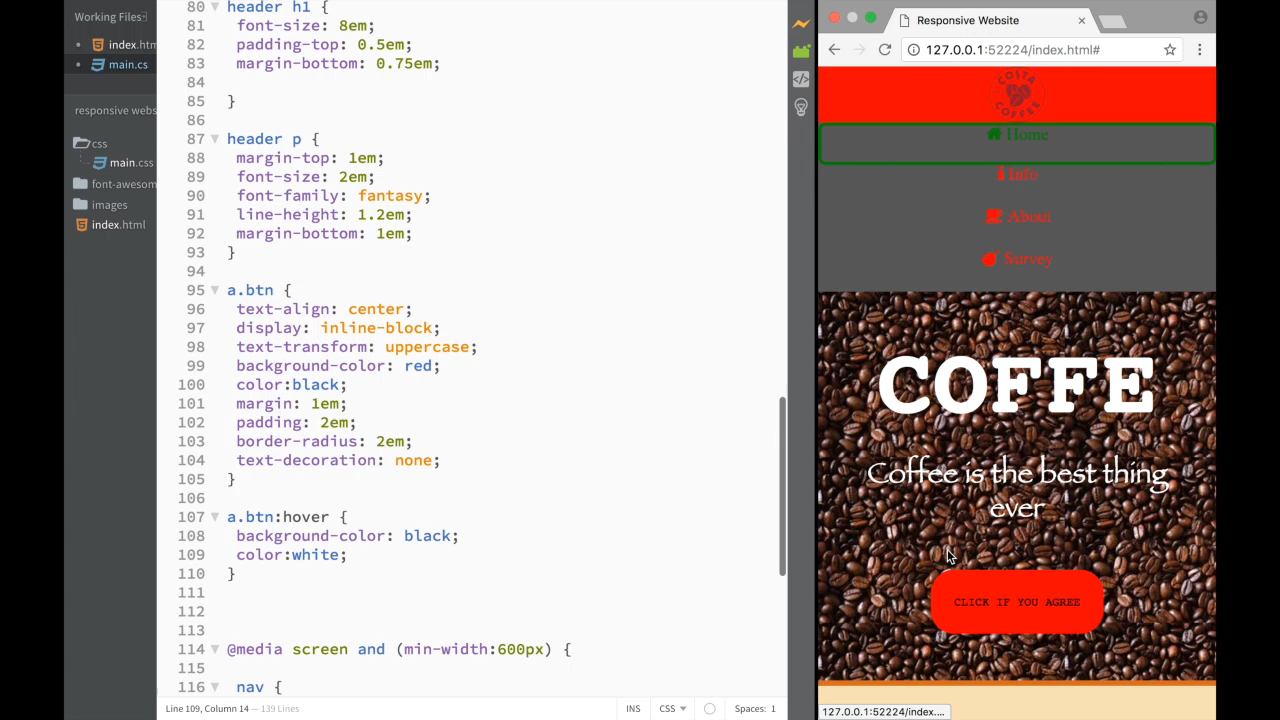 Working Files
index.htm
main.cs
responsive webs
css
main.css
font-awesom
images
index.html
80 header h1 {
81 font-size: 8em;
82 padding-top: 0.5em;
83 margin-bottom: 0.75em;
84
85 }
86
87 header p {
88 margin-top: 1em;
89 font-size: 2em;
90 font-family: fantasy;
91 line-height: 1.2em;
92 margin-bottom: 1em;
93 }
94
95 a.btn {
96 text-align: center;
97 display: inline-block;
98 text-transform: uppercase;
99 background-color: red;
100 color:black;
101 margin: 1em;
102 padding: 2em;
103 border-radius: 2em;
104 text-decoration: none;
105 }
106
107 a.btn:hover {
108 background-color: black;
109 color:white;
110 }
111
112
113
114 @media screen and (min-width:600px) {
115
116 nav {
Line 109, Column 14 — 139 Lines
INS
CSS
Spaces: 1
Responsive Website
127.0.0.1:52224/index.html#
COSTA
COFFEE
Home
Info
About
Survey
COFFE
Coffee is the best thing
ever
CLICK IF YOU AGREE
127.0.0.1:52224/index....